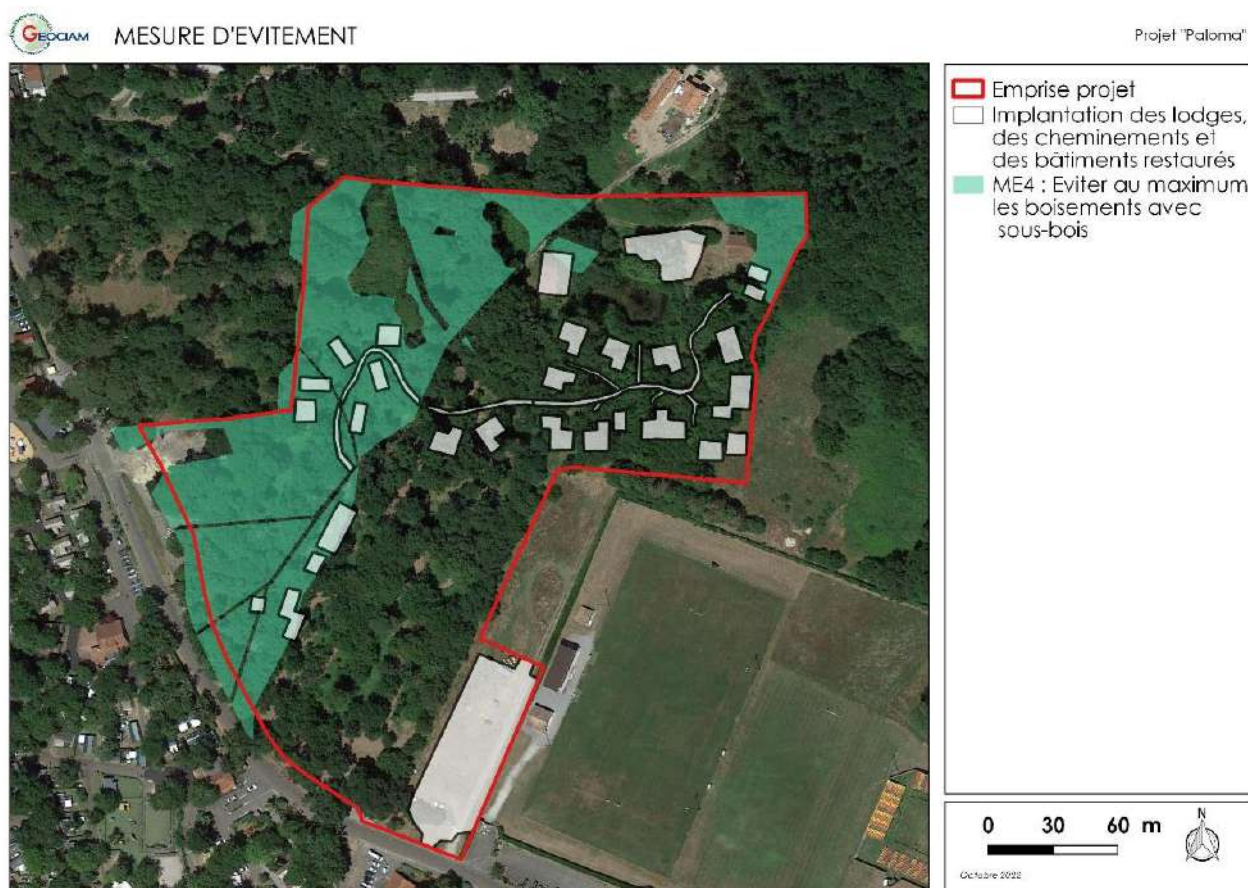 GEOCIAM
MESURE D'EVITEMENT
Projet "Paloma"
Emprise projet
Implantation des lodges,
des cheminements et
des bâtiments restaurés
ME4 : Eviter au maximum
les boisements avec
sous-bois
0 30 60 m
N
Octobre 2022